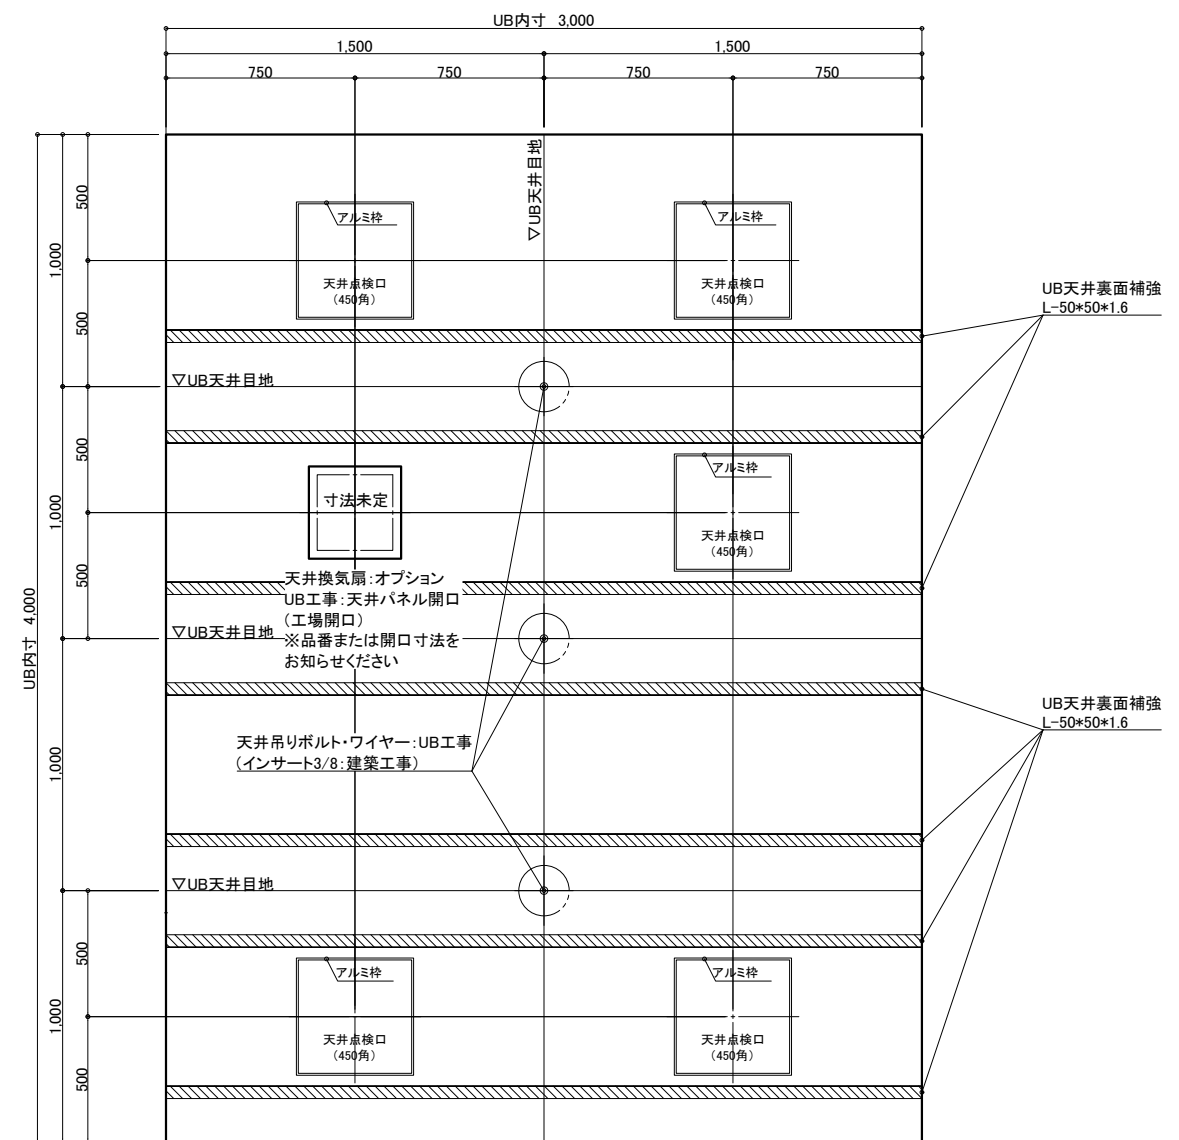 UB内寸 3,000
1,500
1,500
750
750
750
750
▽UB天井目地
500
1,000
500
アルミ枠
天井点検口
(450角)
アルミ枠
天井点検口
(450角)
UB天井裏面補強
L-50*50*1.6
▽UB天井目地
500
1,000
500
寸法未定
アルミ枠
天井点検口
(450角)
天井換気扇:オプション
UB工事:天井パネル開口
(工場開口)
※品番または開口寸法を
お知らせください
▽UB天井目地
UB内寸 4,000
UB天井裏面補強
L-50*50*1.6
天井吊りボルト・ワイヤー:UB工事
(インサート3/8:建築工事)
1,000
▽UB天井目地
500
1,000
500
アルミ枠
天井点検口
(450角)
アルミ枠
天井点検口
(450角)